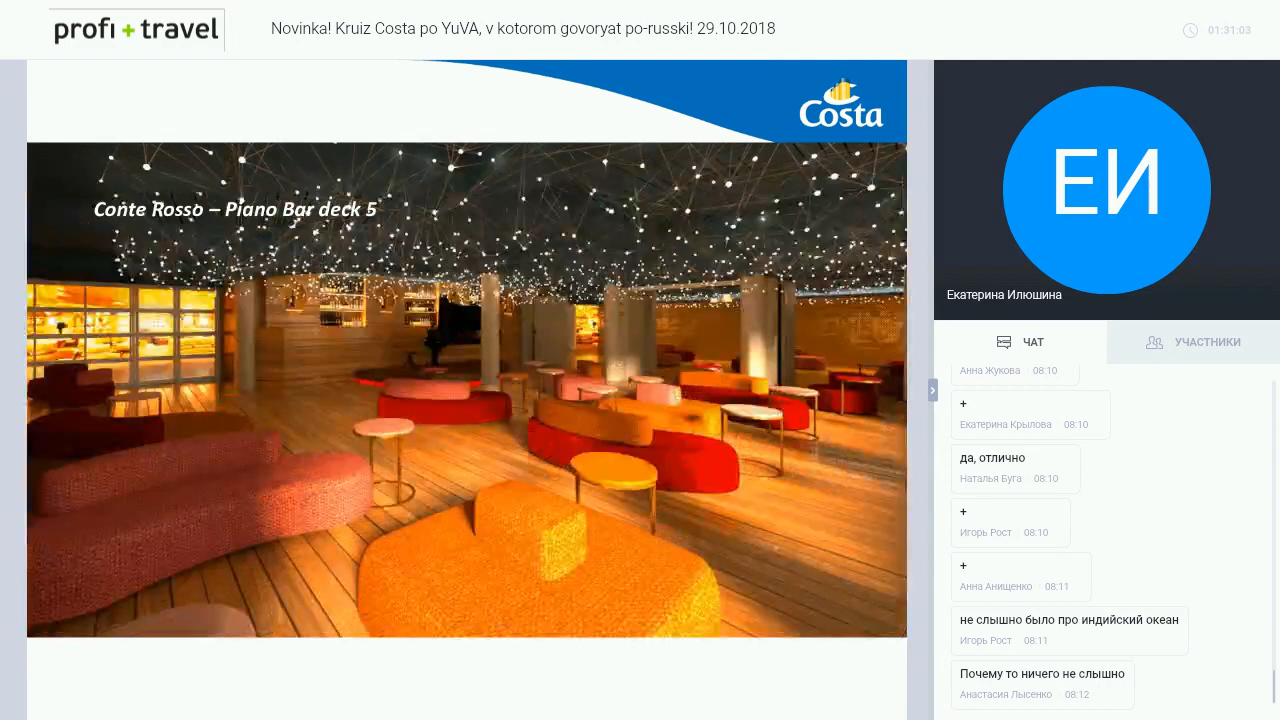 profi + travel
Novinka! Kruiz Costa po YuVA, v kotorom govoryat po-russki! 29.10.2018
01:31:03
Costa
Conte Rosso – Piano Bar deck 5
ЕИ
Екатерина Илюшина
ЧАТ
УЧАСТНИКИ
Анна Жукова 08:10
+
Екатерина Крылова 08:10
да, отлично
Наталья Буга 08:10
+
Игорь Рост 08:10
+
Анна Анищенко 08:11
не слышно было про индийский океан
Игорь Рост 08:11
Почему то ничего не слышно
Анастасия Лысенко 08:12